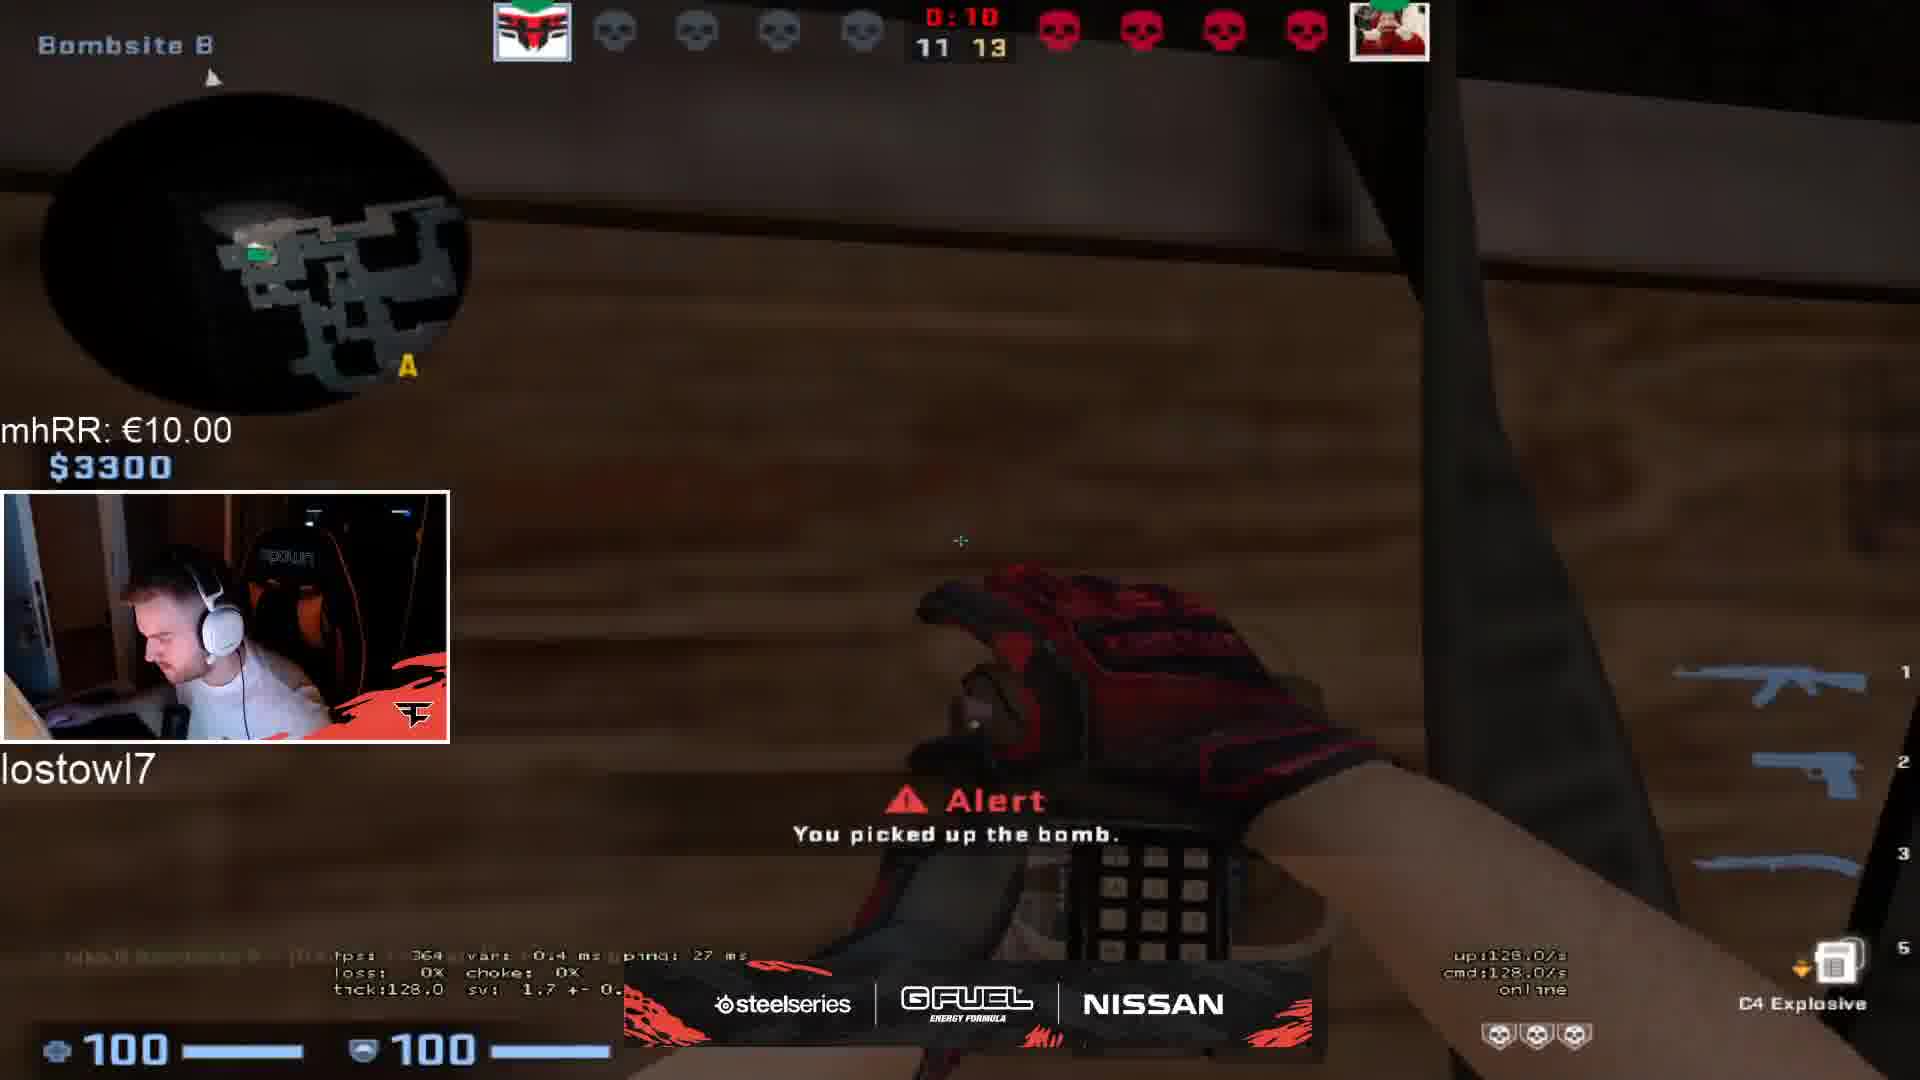 Bombsite B
0:10
11 13
A
mhRR: €10.00
$3300
lostowl7
Alert
You picked up the bomb.
1
2
3
5
C4 Explosive
fps: 364 var: 0.4 ms ping: 27 ms
loss: 0% choke: 0%
tick:128.0 sv: 1.7 +- 0.
up:128.0/s
cmd:128.0/s
online
steelseries
GFUEL
ENERGY FORMULA
NISSAN
100
100